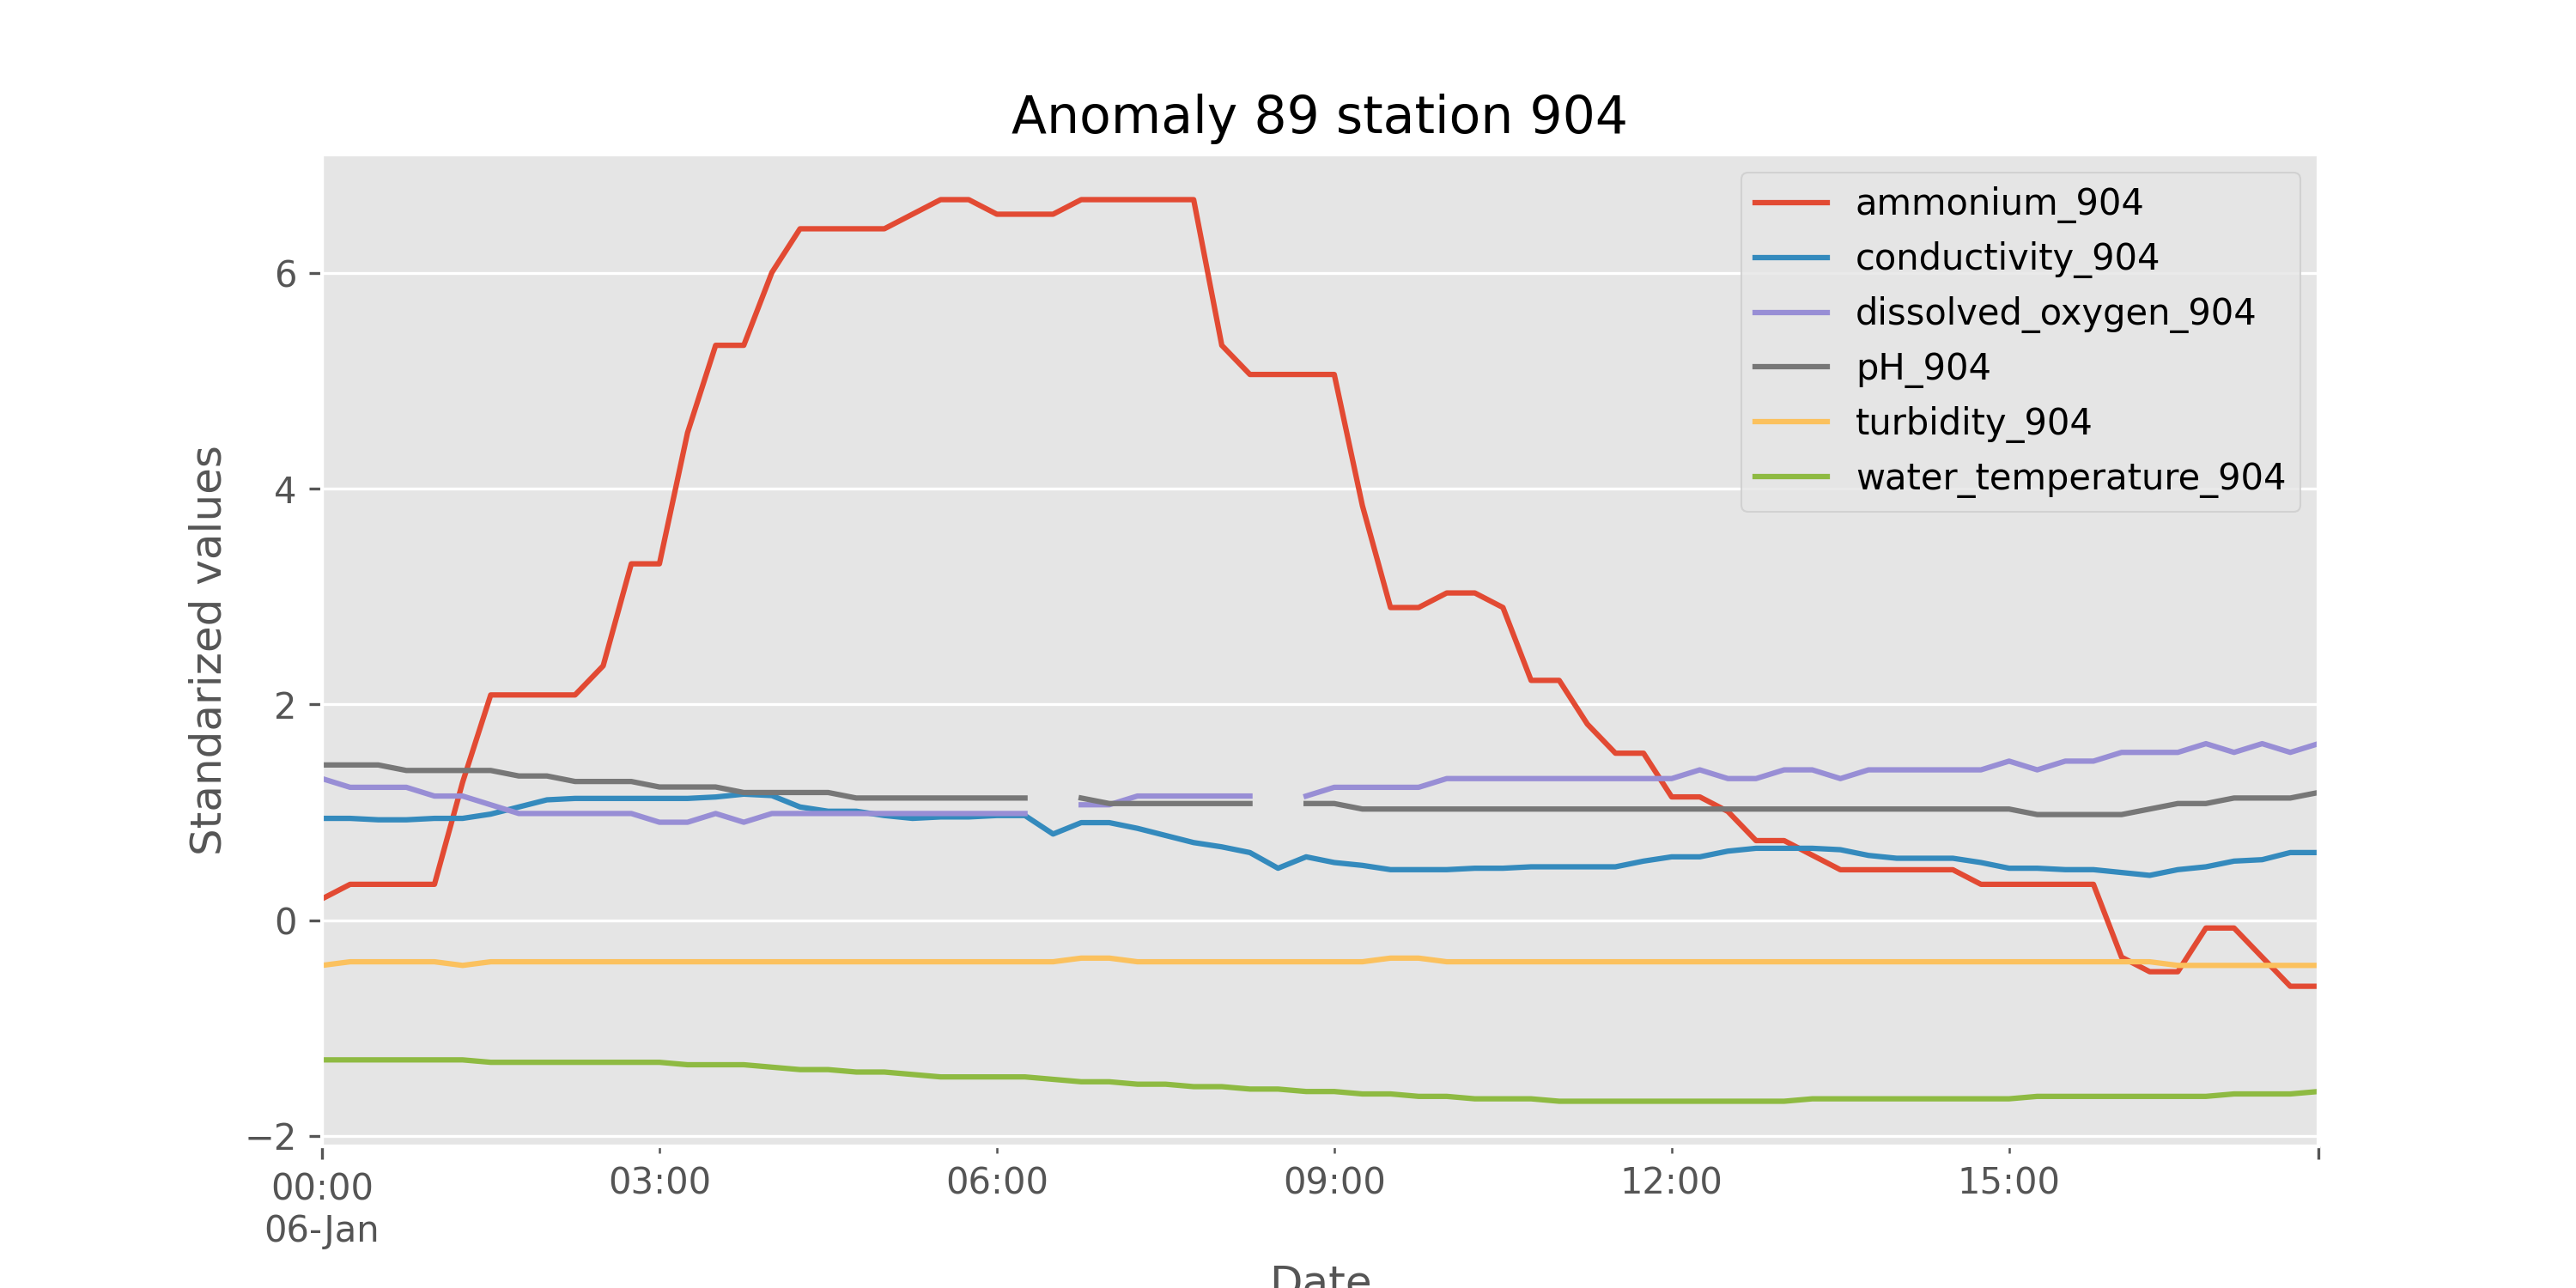 Anomaly 89 station 904
ammonium_904
conductivity_904
dissolved_oxygen_904
pH_904
turbidity_904
water_temperature_904
Standarized values
6
4
2
0
−2
00:00
06-Jan
03:00
06:00
09:00
12:00
15:00
Date